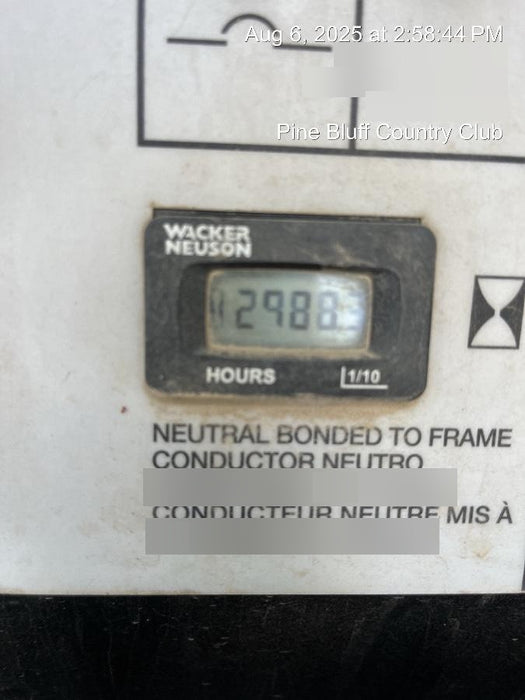 Aug 6, 2025 at 2:58:44 PM
Pine Bluff Country Club
WACKER
NEUSON
2988
HOURS 1/10
NEUTRAL BONDED TO FRAME
CONDUCTOR NEUTRO
CONDUCTEUR NEUTRE MIS À